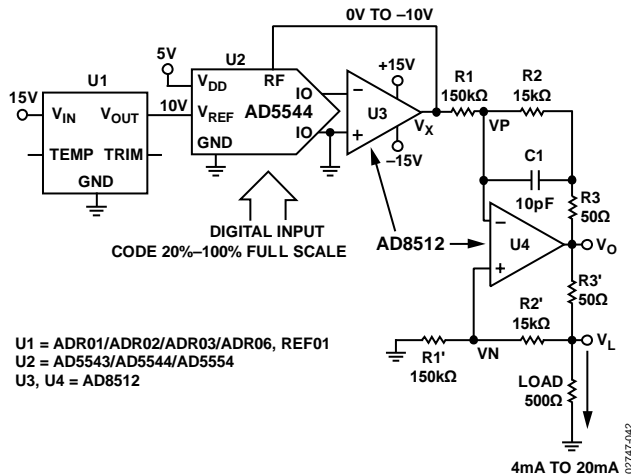 0V TO –10V
5V
U2
RF
+15V
U1
VDD
IO
R1
150kΩ
R2
15kΩ
15V
VIN
VOUT
10V
VREF
AD5544
U3
VX
VP
IO
GND
–15V
C1
10pF
TEMP
TRIM
GND
R3
50Ω
DIGITAL INPUT
CODE 20%–100% FULL SCALE
AD8512
U4
VO
R3'
50Ω
R2'
15kΩ
VL
U1 = ADR01/ADR02/ADR03/ADR06, REF01
U2 = AD5543/AD5544/AD5554
U3, U4 = AD8512
R1'
150kΩ
VN
LOAD
500Ω
4mA TO 20mA
02747-042
–
+
–
+